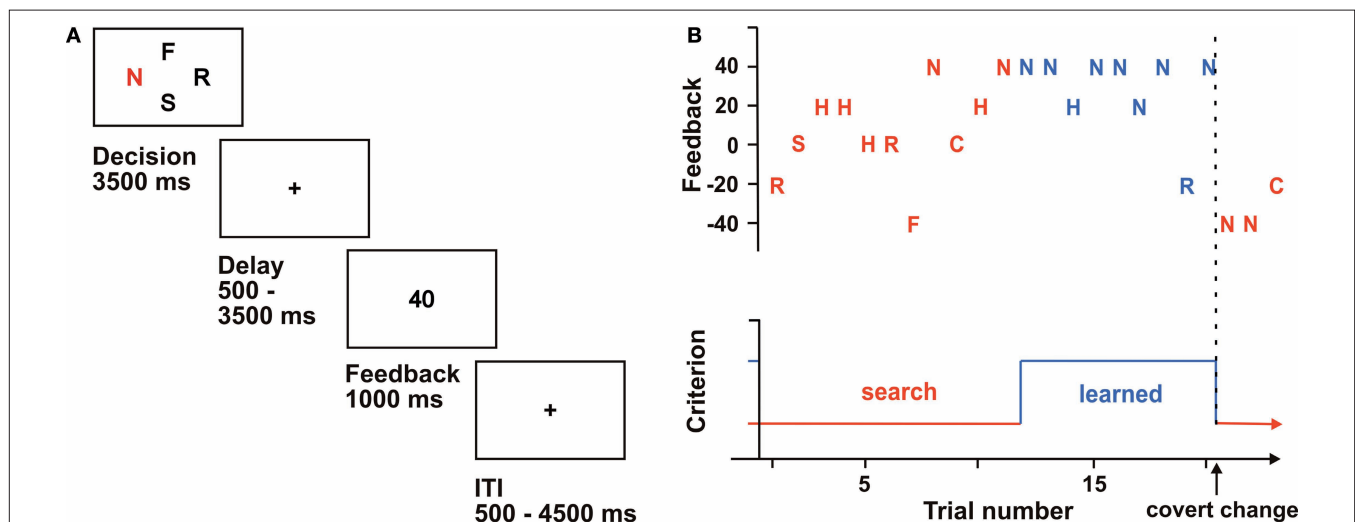 A
F
N R
S
Decision
3500 ms
+
Delay
500 -
3500 ms
40
Feedback
1000 ms
+
ITI
500 - 4500 ms
B
Feedback
40
20
0
-20
-40
N N N N N N N N
H H H H N
S H R C
R R C
F N N
Criterion
search
learned
5 15
Trial number
covert change